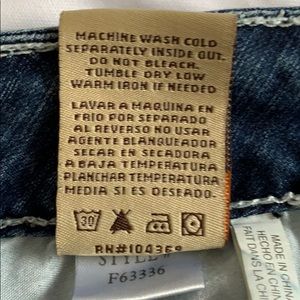 MACHINE WASH COLD
SEPARATELY INSIDE OUT.
DO NOT BLEACH.
TUMBLE DRY LOW
WARM IRON IF NEEDED
LAVAR A MAQUINA EN
FRIO POR SEPARADO
AL REVERSO NO USAR
AGENTE BLANQUEADOR
SECAR EN SECADORA
A BAJA TEMPERATURA
PLANCHAR TEMPERATURA
MEDIA SI ES DESEADO.
30
RN#104368
STYLE#
F63336
MADE IN CHINA
HECHO EN CHINA